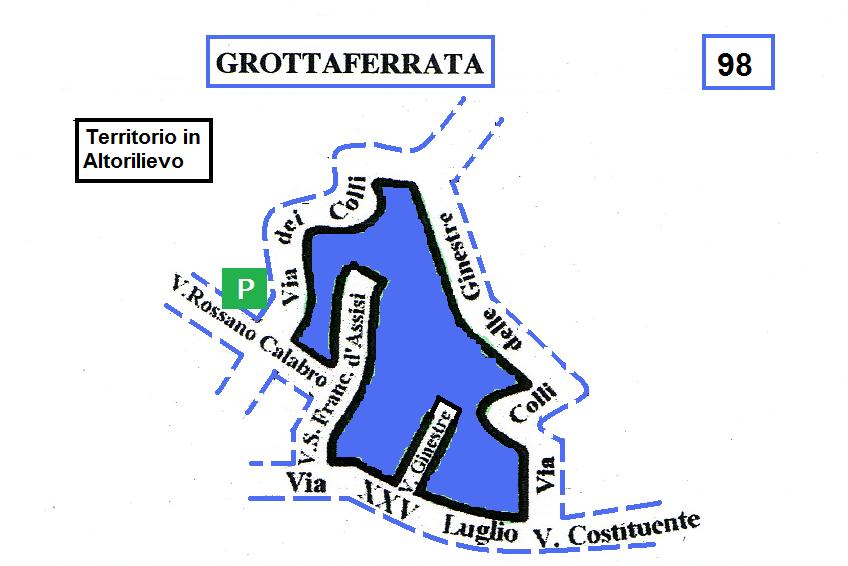 GROTTAFERRATA
98
Territorio in
Altorilievo
Via dei Colli
delle Ginestre
P
V.Rossano Calabro
V.S. Franc. d'Assisi
V. Ginestre
Via Colli
Via XXV Luglio
V. Costituente